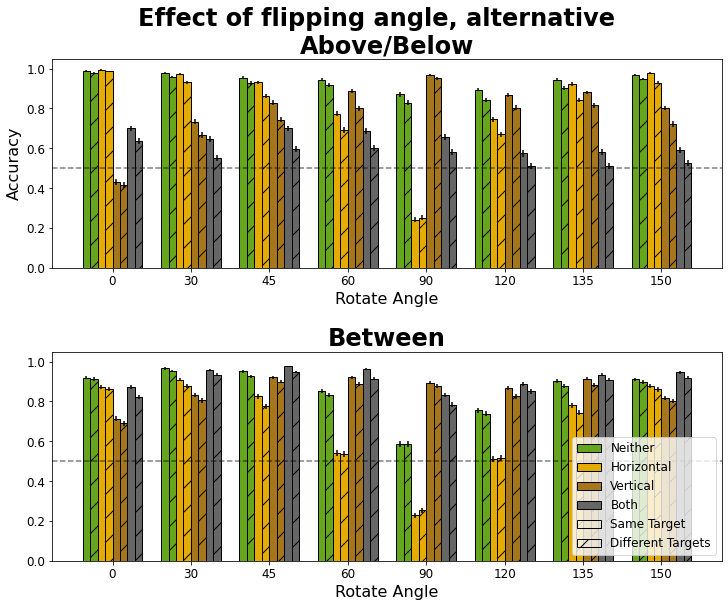 Effect of flipping angle, alternative
Above/Below
1.0
0.8
0.6
0.4
0.2
0.0
Accuracy
0 30 45 60 90 120 135 150
Rotate Angle
Between
1.0
0.8
0.6
0.4
0.2
0.0
Neither
Horizontal
Vertical
Both
Same Target
Different Targets
0 30 45 60 90 120 135 150
Rotate Angle